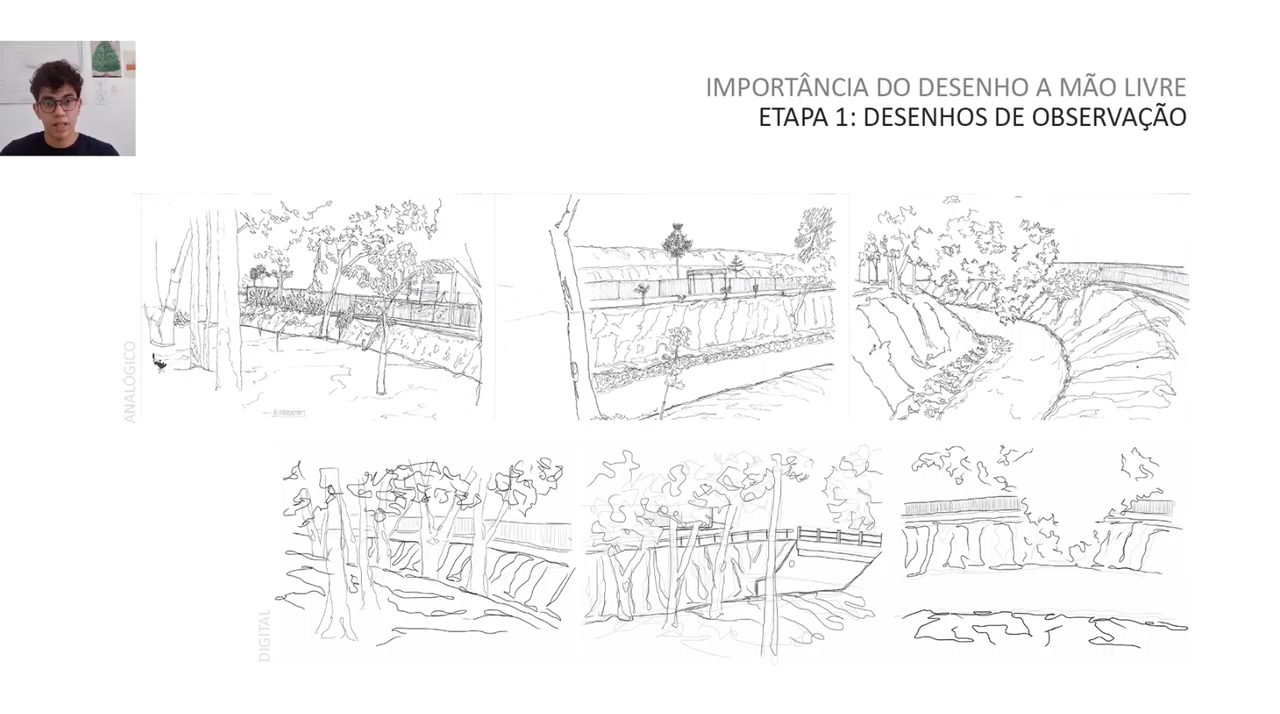 IMPORTÂNCIA DO DESENHO A MÃO LIVRE
ETAPA 1: DESENHOS DE OBSERVAÇÃO
ANALÓGICO
DIGITAL